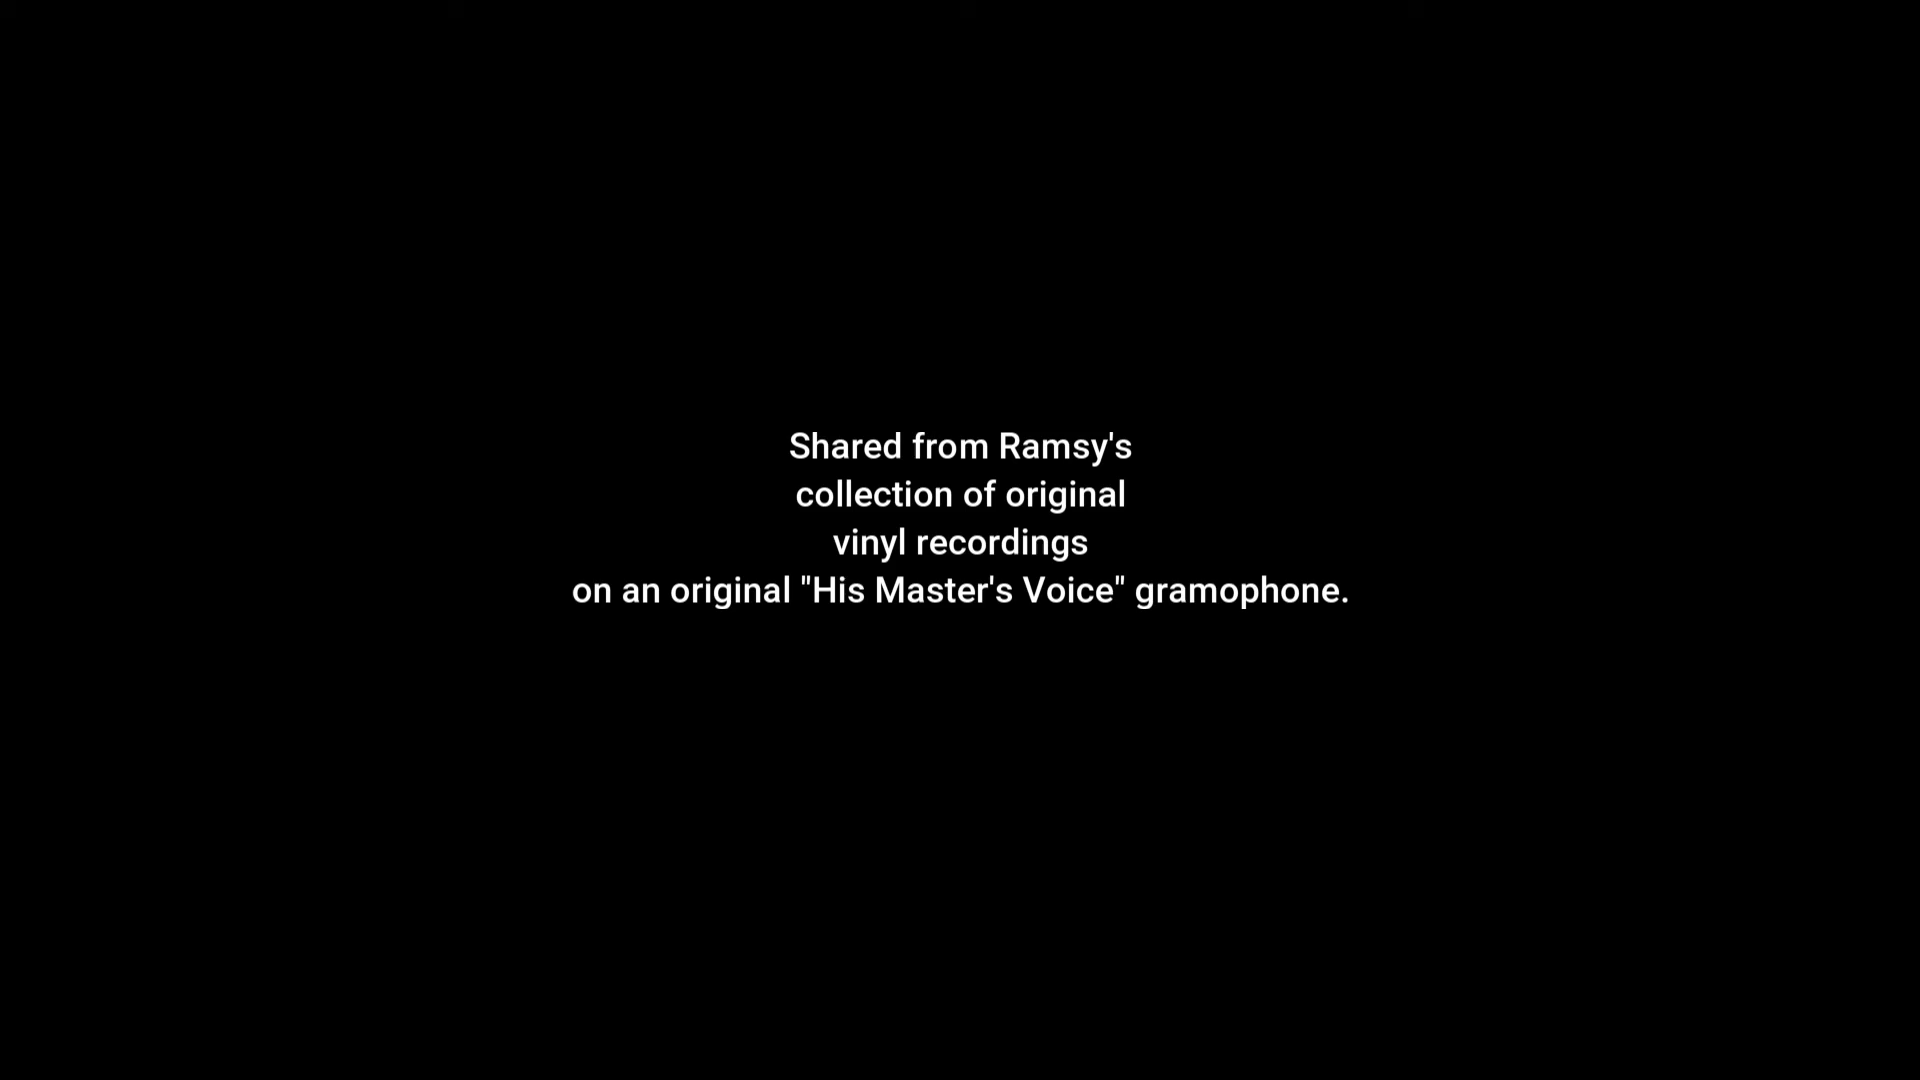 Shared from Ramsy's
collection of original
vinyl recordings
on an original "His Master's Voice" gramophone.